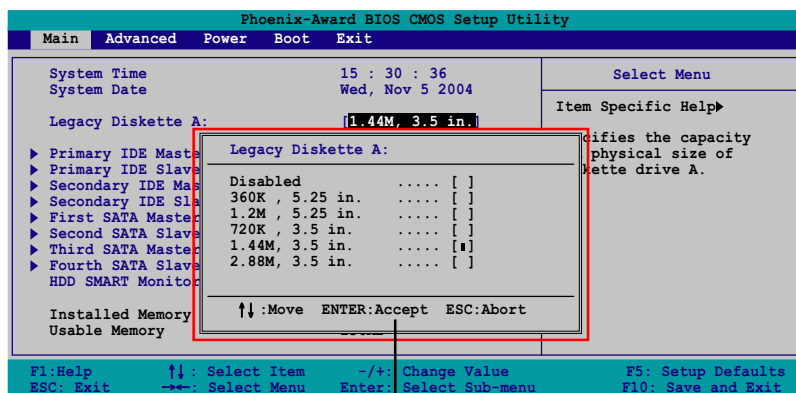 Phoenix-Award BIOS CMOS Setup Utility
Main Advanced Power Boot Exit
System Time 15 : 30 : 36
System Date Wed, Nov 5 2004
Legacy Diskette A: [1.44M, 3.5 in.]
Primary IDE Maste
Primary IDE Slave
Secondary IDE Mas
Secondary IDE Sla
First SATA Master
Second SATA Slave
Third SATA Master
Fourth SATA Slave
HDD SMART Monitor
Installed Memory
Usable Memory
Legacy Diskette A:
Disabled ..... [ ]
360K , 5.25 in. ..... [ ]
1.2M , 5.25 in. ..... [ ]
720K , 3.5 in. ..... [ ]
1.44M, 3.5 in. ..... [▮]
2.88M, 3.5 in. ..... [ ]
↑↓ :Move ENTER:Accept ESC:Abort
Select Menu
Item Specific Help▶
cifies the capacity
physical size of
kette drive A.
F1:Help ↑↓ : Select Item -/+: Change Value F5: Setup Defaults
ESC: Exit →←: Select Menu Enter: Select Sub-menu F10: Save and Exit